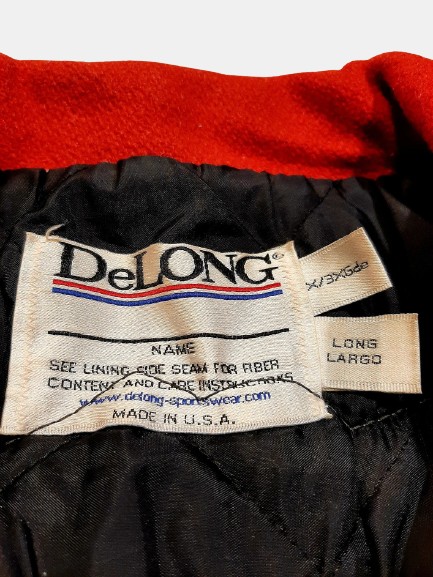 DeLONG®
NAME
SEE LINING SIDE SEAM FOR FIBER
CONTENT AND CARE INSTRUCTIONS
www.delong-sportswear.com
MADE IN U.S.A.
X/3XGde
LONG
LARGO